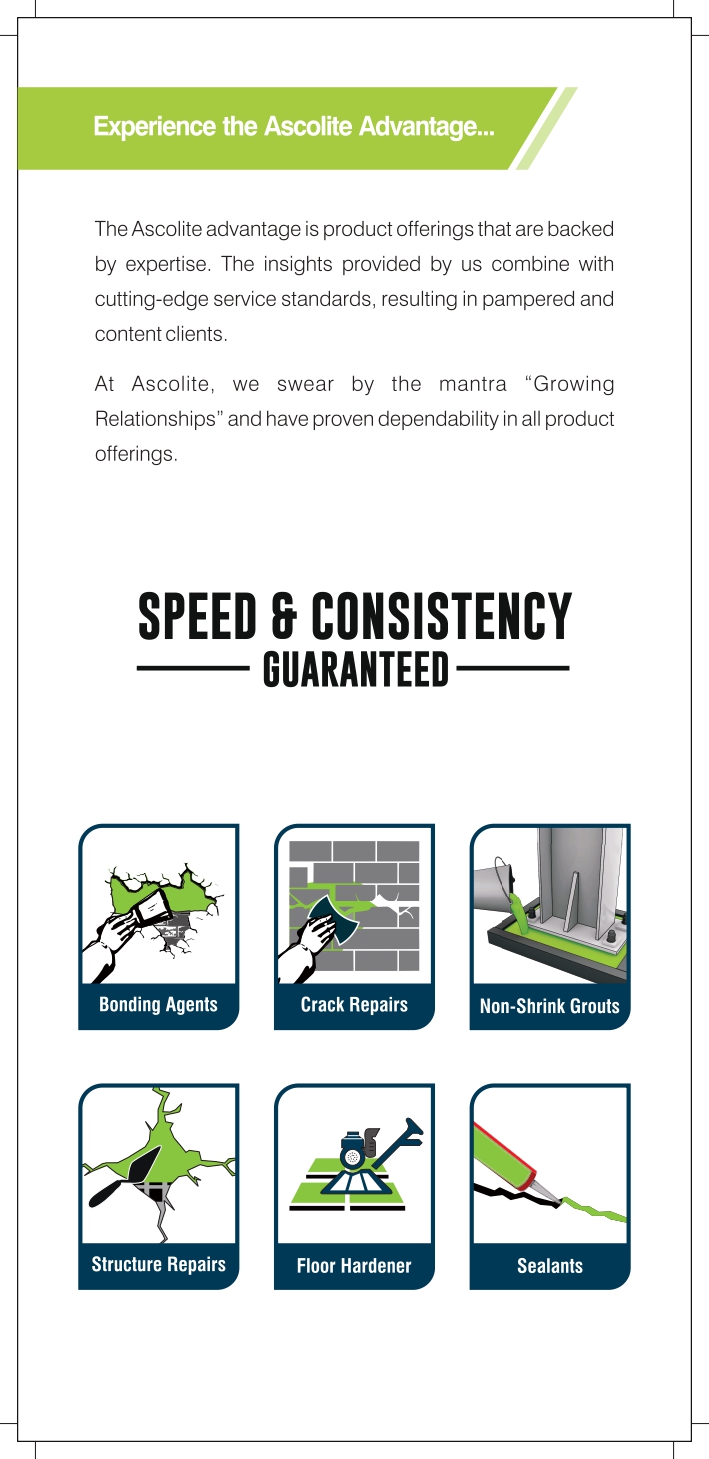 Experience the Ascolite Advantage...
The Ascolite advantage is product offerings that are backed
by expertise. The insights provided by us combine with
cutting-edge service standards, resulting in pampered and
content clients.
At Ascolite, we swear by the mantra “Growing
Relationships” and have proven dependability in all product
offerings.
SPEED & CONSISTENCY
GUARANTEED
Bonding Agents
Crack Repairs
Non-Shrink Grouts
Structure Repairs
Floor Hardener
Sealants